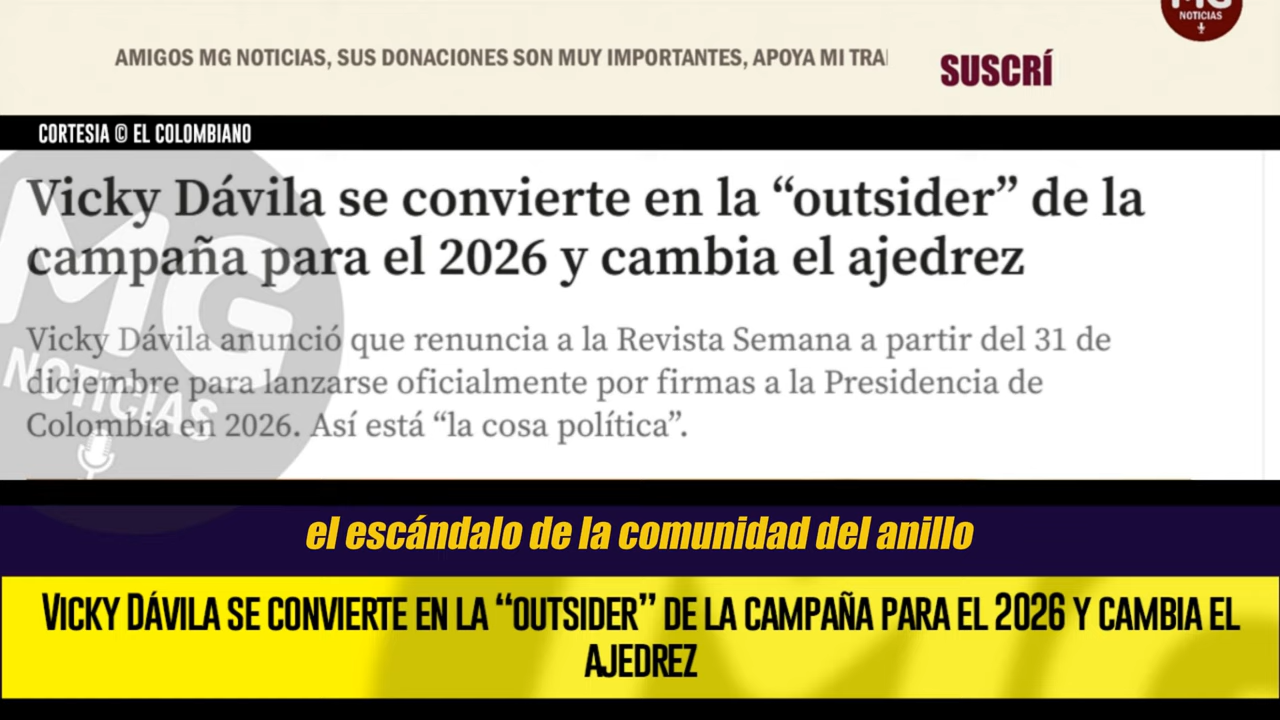 MG
NOTICIAS
AMIGOS MG NOTICIAS, SUS DONACIONES SON MUY IMPORTANTES, APOYA MI TRA
SUSCRÍ
CORTESIA © EL COLOMBIANO
Vicky Dávila se convierte en la “outsider” de la
campaña para el 2026 y cambia el ajedrez
Vicky Dávila anunció que renuncia a la Revista Semana a partir del 31 de
diciembre para lanzarse oficialmente por firmas a la Presidencia de
Colombia en 2026. Así está “la cosa política”.
MG
NOTICIAS
el escándalo de la comunidad del anillo
VICKY DÁVILA SE CONVIERTE EN LA “OUTSIDER” DE LA CAMPAÑA PARA EL 2026 Y CAMBIA EL
AJEDREZ